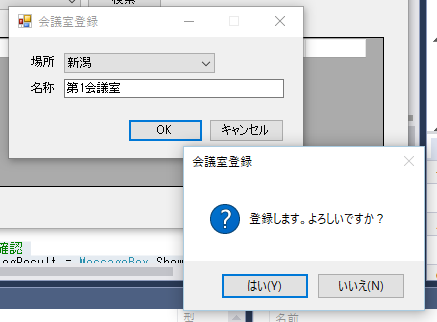 検索
会議室登録
場所 新潟
名称 第1会議室
OK キャンセル
会議室登録
登録します。よろしいですか？
はい(Y) いいえ(N)
確認
= MessageBox.Show
型 名前